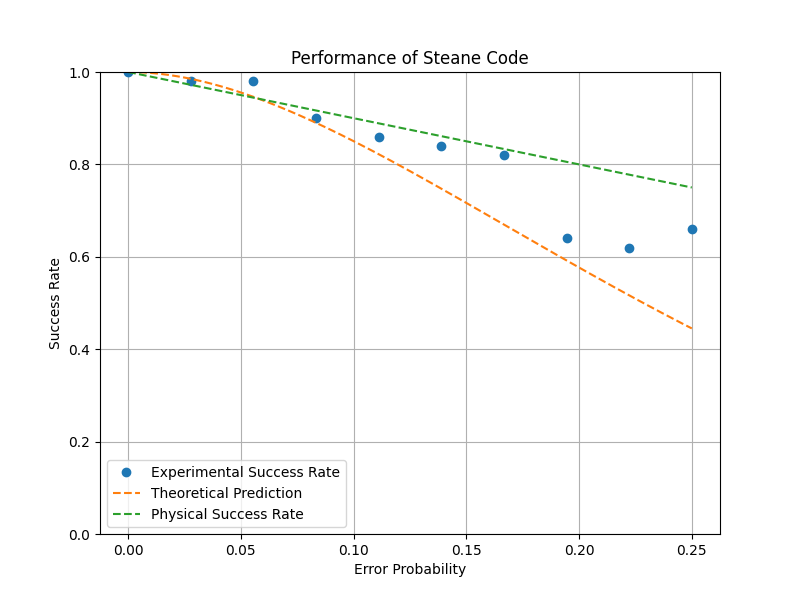 Performance of Steane Code
1.0
0.8
0.6
0.4
0.2
0.0
Success Rate
Experimental Success Rate
Theoretical Prediction
Physical Success Rate
0.00 0.05 0.10 0.15 0.20 0.25
Error Probability